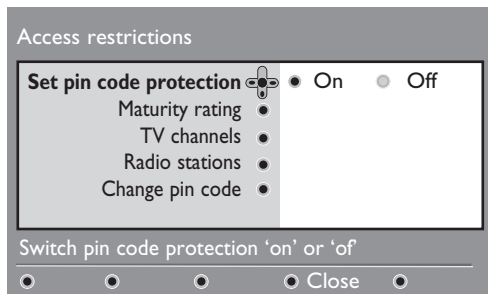 Access restrictions
Set pin code protection On Off
Maturity rating
TV channels
Radio stations
Change pin code
Switch pin code protection ‘on’ or ‘of’
Close